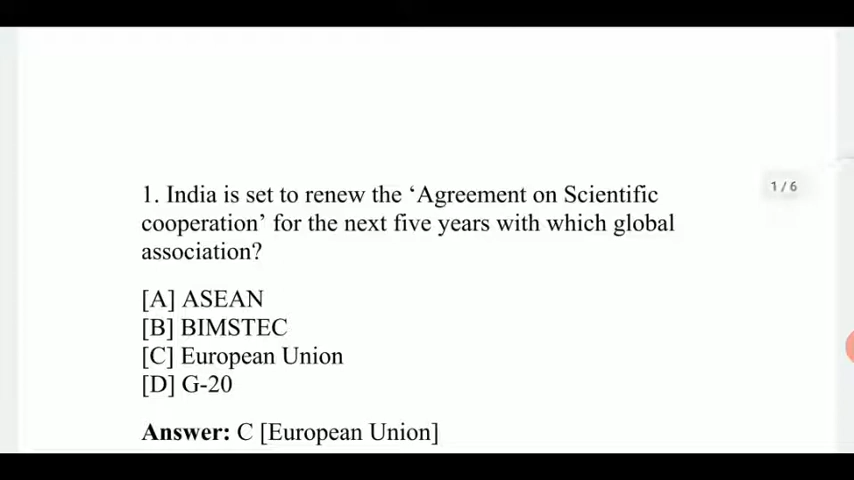 1. India is set to renew the ‘Agreement on Scientific
cooperation’ for the next five years with which global
association?
[A] ASEAN
[B] BIMSTEC
[C] European Union
[D] G-20
Answer: C [European Union]
1/6